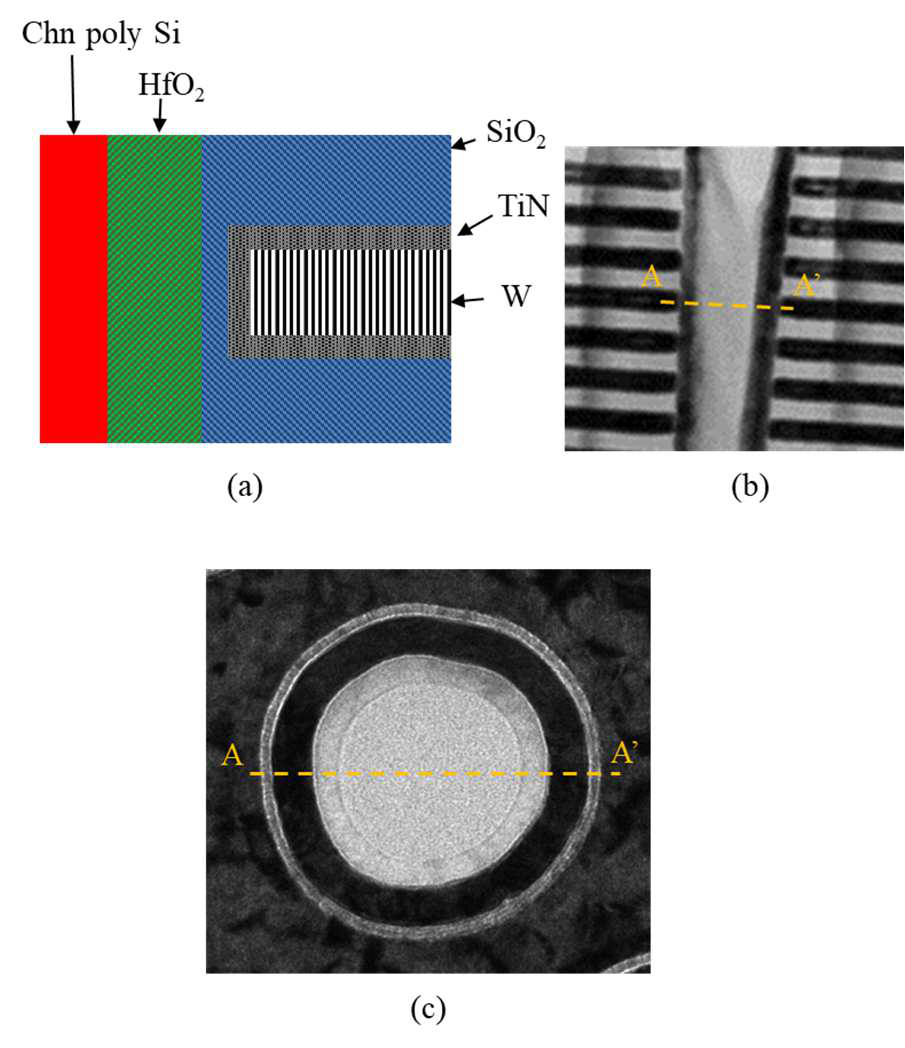 Chn poly Si
HfO₂
SiO₂
TiN
W
(a)
A
A’
(b)
A
A’
(c)